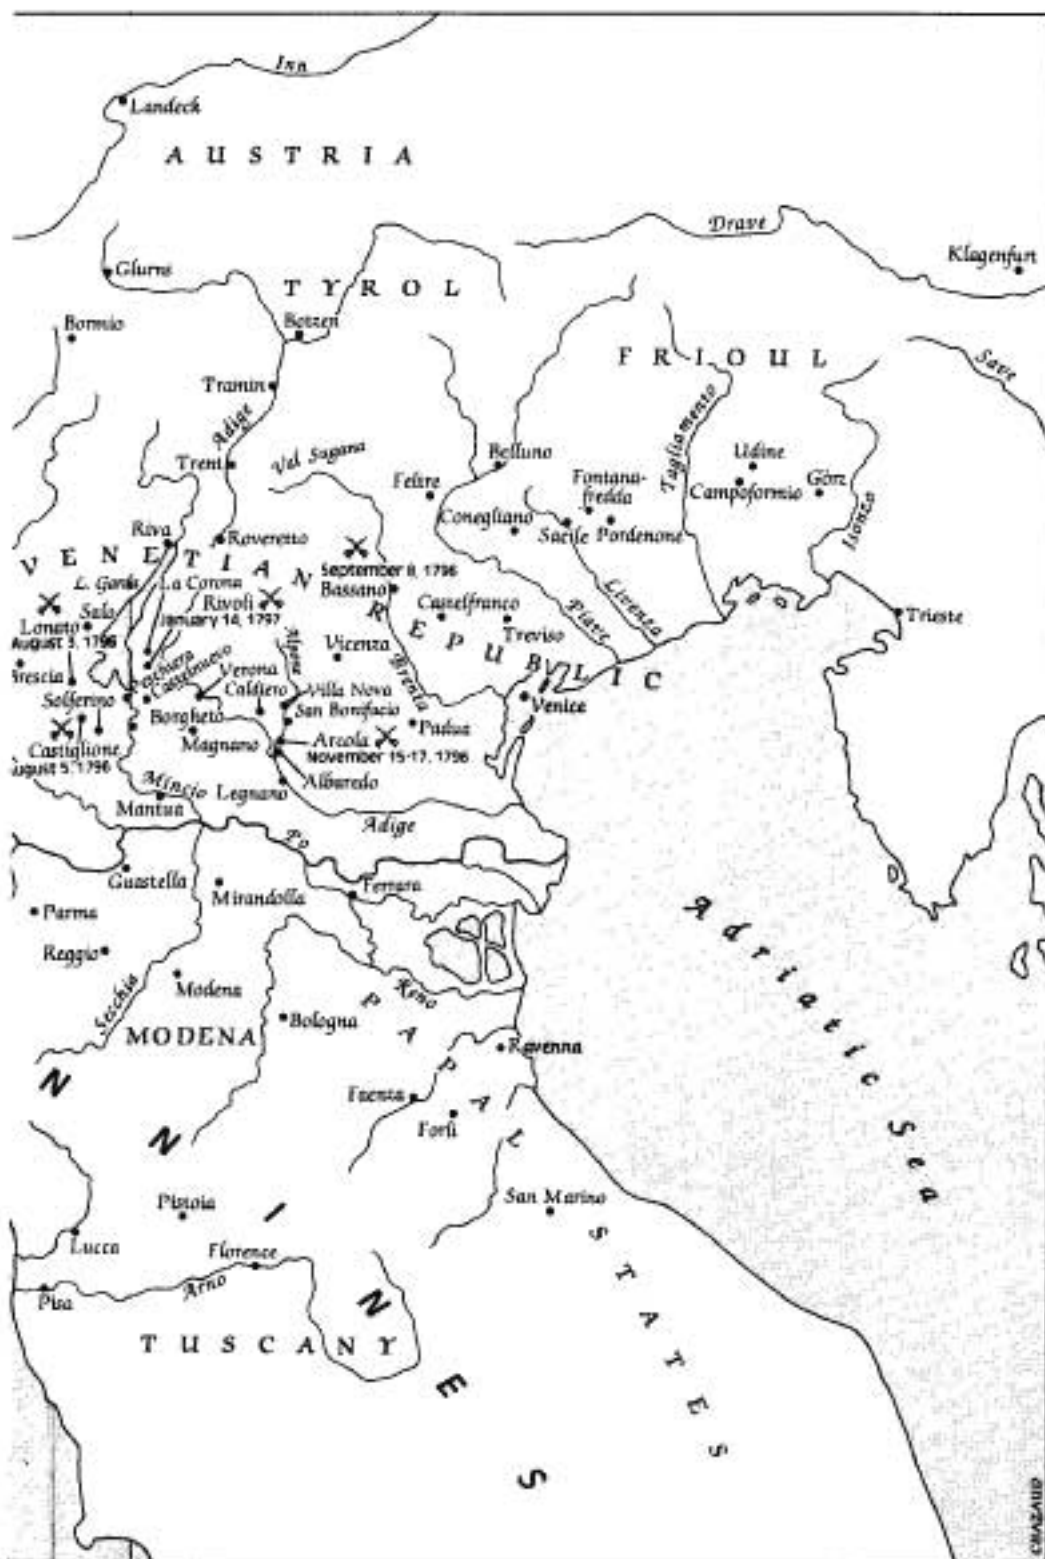 Inn
Landeck
AUSTRIA
Drave
Klagenfurt
Glurns
TYROL
Bormio
Botzen
FRIOUL
Save
Tramin
Adige
Tagliamento
Trent
Val Sugana
Belluno
Udine
Feltre
Fontana-
fredda
Campoformio
Görz
Conegliano
Sacile
Pordenone
Isonzo
Riva
Roveretto
VENETIAN REPUBLIC
September 8, 1796
L. Garda
La Corona
Bassano
Rivoli
Salo
Castelfranco
Livenza
Lonato
January 14, 1797
Piave
Trieste
August 3, 1796
Alpone
Vicenza
Treviso
Brescia
Peschiera
Castelnuovo
Verona
Brenta
Solferino
Caldiero
Villa Nova
Venice
Borgheto
San Bonifacio
Padua
Castiglione
Magnano
Arcola
August 5, 1796
November 15-17, 1796
Mincio
Legnano
Albaredo
Mantua
Adige
Po
Guastella
Mirandolla
Ferrara
Parma
Adriatic Sea
Reggio
Secchia
Modena
Reno
PAPAL STATES
MODENA
Bologna
Ravenna
NNINES
Faenza
Forli
Pistoia
San Marino
Lucca
Florence
Arno
Pisa
TUSCANY